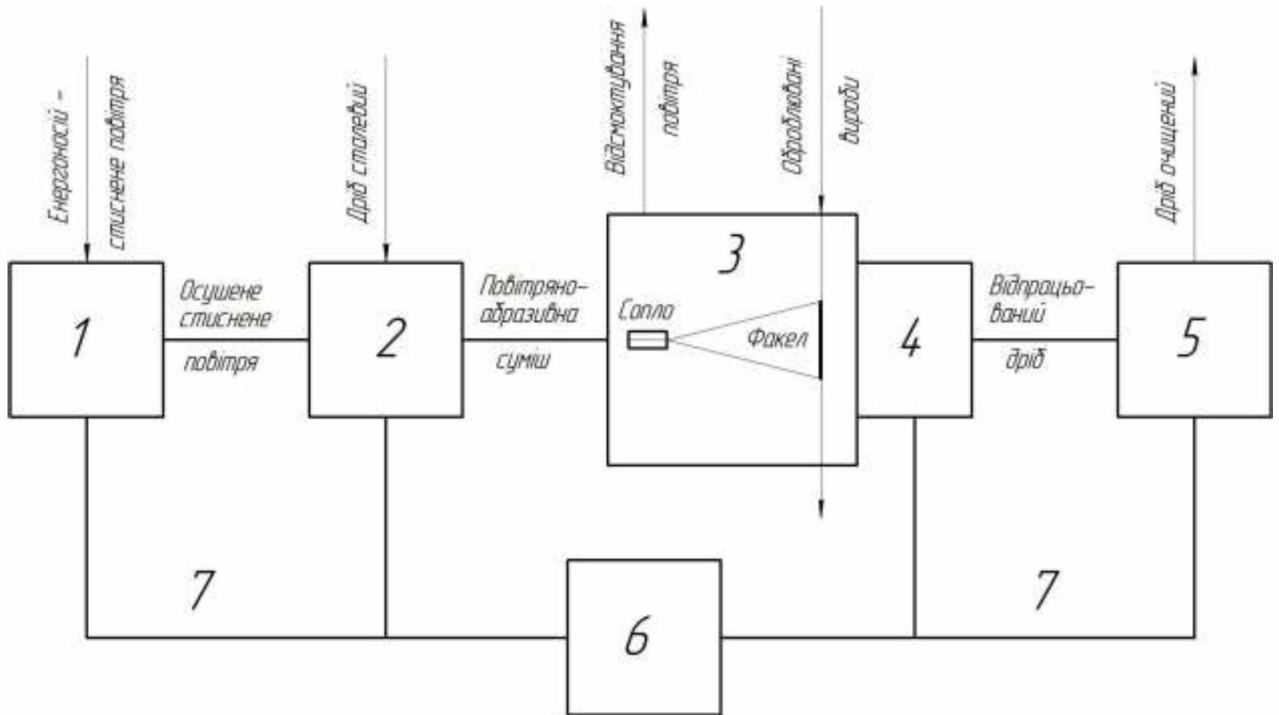 Енергоносій –
стиснене повітря
Дріб сталевий
Відсмоктування
повітря
Оброблювані
вироби
Дріб очищений
1
Осушене
стиснене
повітря
2
Повітряно-
абразивна
суміш
3
Сопло
Факел
4
Відпрацьо-
ваний
дріб
5
7
6
7